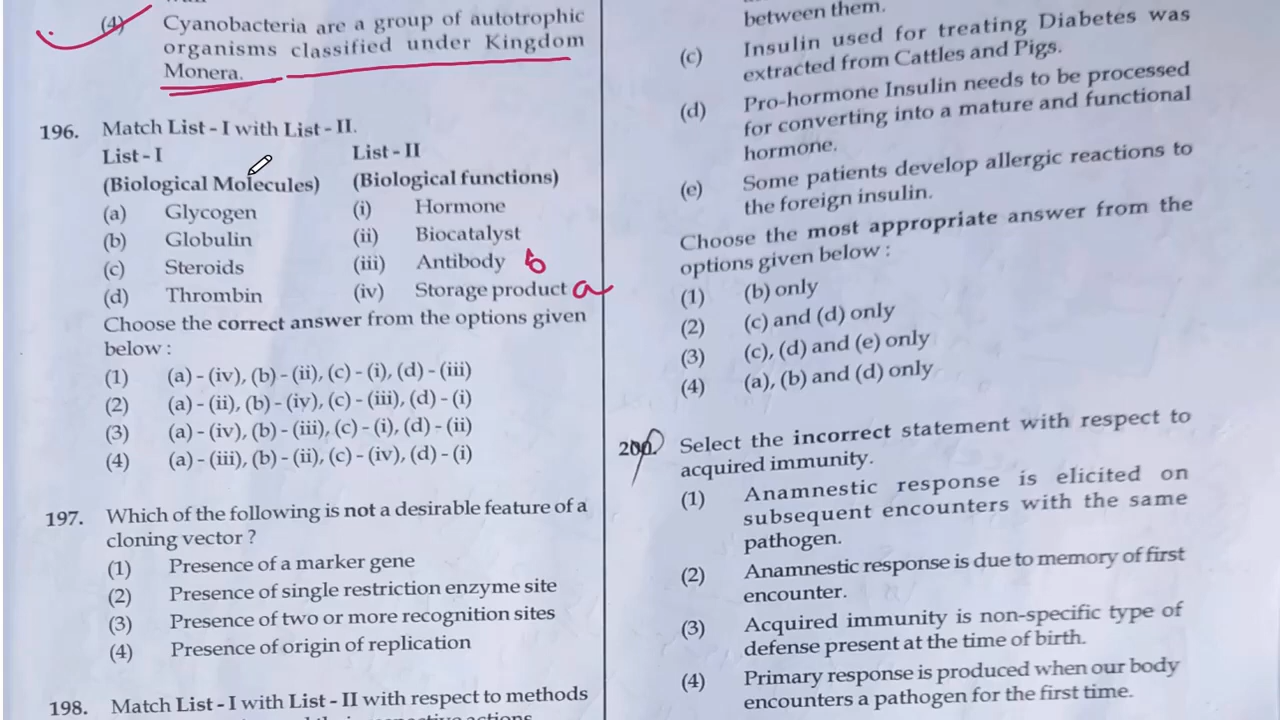 (4) Cyanobacteria are a group of autotrophic
organisms classified under Kingdom
Monera.
196. Match List - I with List - II.
List - I List - II
(Biological Molecules) (Biological functions)
(a) Glycogen (i) Hormone
(b) Globulin (ii) Biocatalyst
(c) Steroids (iii) Antibody b
(d) Thrombin (iv) Storage product a
Choose the correct answer from the options given
below :
(1) (a) - (iv), (b) - (ii), (c) - (i), (d) - (iii)
(2) (a) - (ii), (b) - (iv), (c) - (iii), (d) - (i)
(3) (a) - (iv), (b) - (iii), (c) - (i), (d) - (ii)
(4) (a) - (iii), (b) - (ii), (c) - (iv), (d) - (i)
197. Which of the following is not a desirable feature of a
cloning vector ?
(1) Presence of a marker gene
(2) Presence of single restriction enzyme site
(3) Presence of two or more recognition sites
(4) Presence of origin of replication
198. Match List - I with List - II with respect to methods
between them.
(c) Insulin used for treating Diabetes was
extracted from Cattles and Pigs.
(d) Pro-hormone Insulin needs to be processed
for converting into a mature and functional
hormone.
(e) Some patients develop allergic reactions to
the foreign insulin.
Choose the most appropriate answer from the
options given below :
(1) (b) only
(2) (c) and (d) only
(3) (c), (d) and (e) only
(4) (a), (b) and (d) only
200. Select the incorrect statement with respect to
acquired immunity.
(1) Anamnestic response is elicited on
subsequent encounters with the same
pathogen.
(2) Anamnestic response is due to memory of first
encounter.
(3) Acquired immunity is non-specific type of
defense present at the time of birth.
(4) Primary response is produced when our body
encounters a pathogen for the first time.